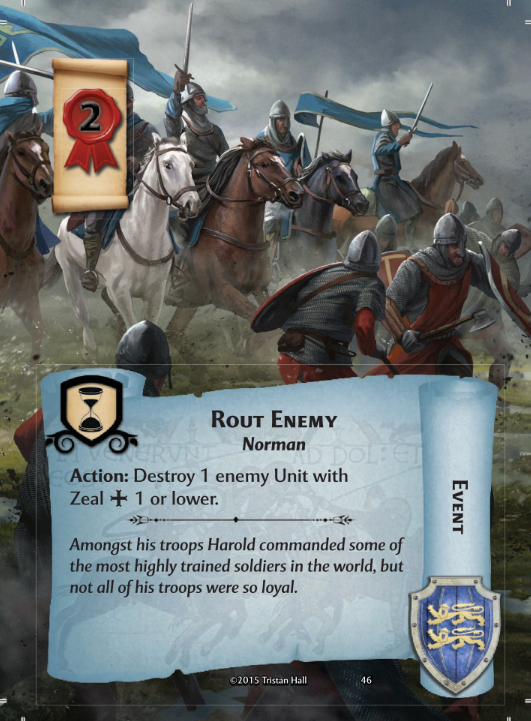 2
Rout Enemy
Norman
Action: Destroy 1 enemy Unit with
Zeal ✠ 1 or lower.
Amongst his troops Harold commanded some of
the most highly trained soldiers in the world, but
not all of his troops were so loyal.
Event
©2015 Tristan Hall
46